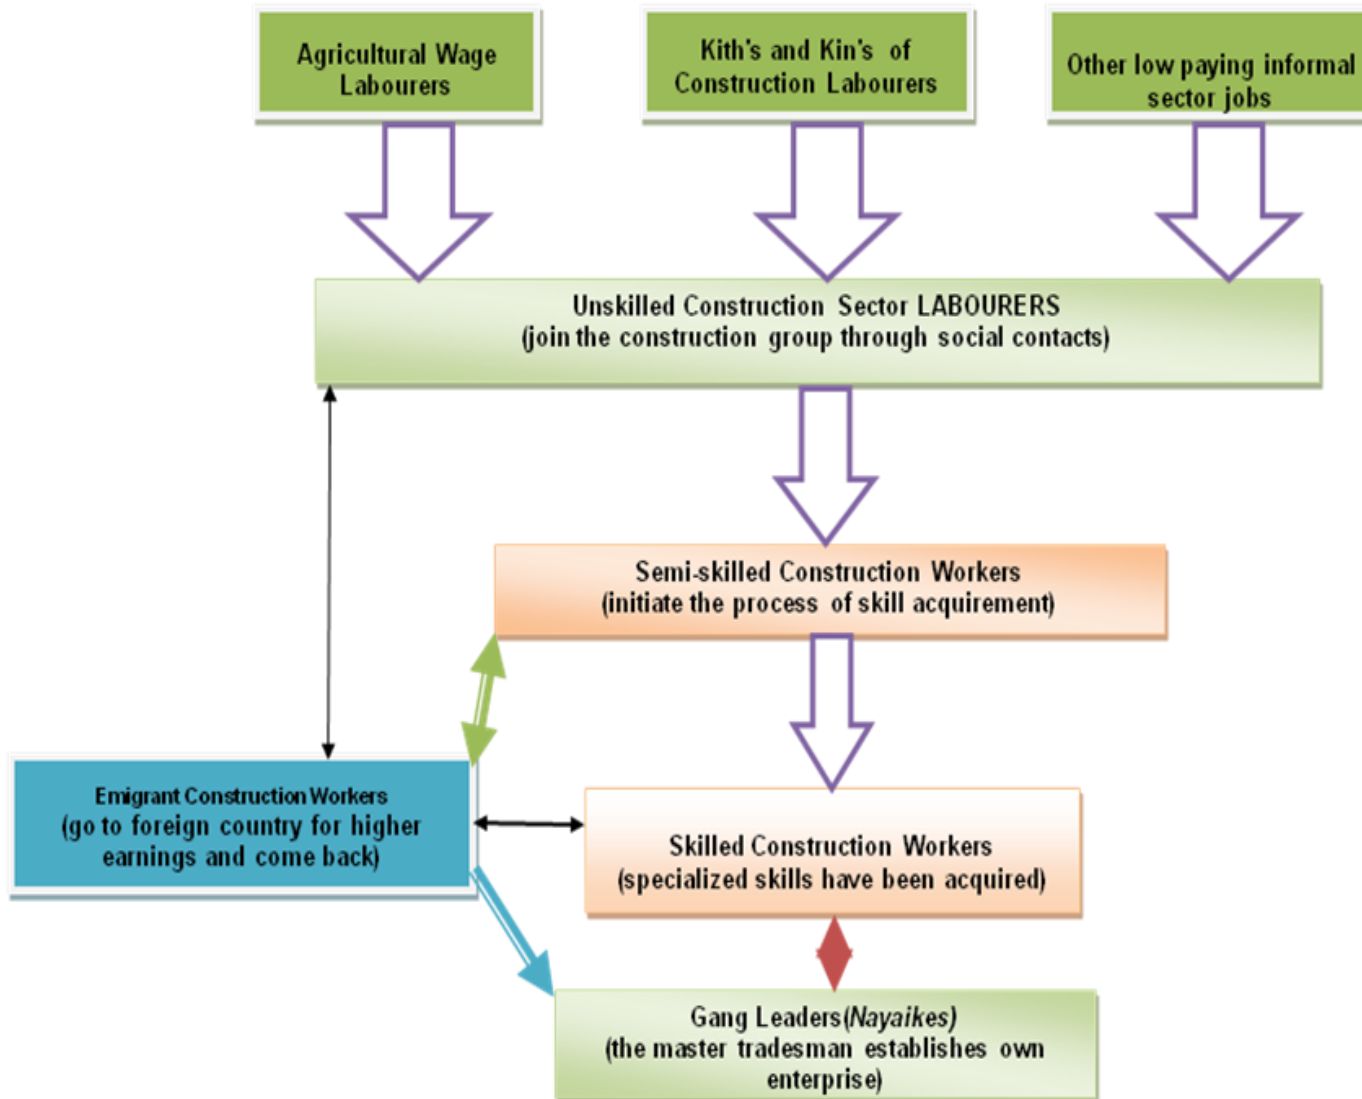 Agricultural Wage
Labourers
Kith's and Kin's of
Construction Labourers
Other low paying informal
sector jobs
Unskilled Construction Sector LABOURERS
(join the construction group through social contacts)
Semi-skilled Construction Workers
(initiate the process of skill acquirement)
Emigrant Construction Workers
(go to foreign country for higher
earnings and come back)
Skilled Construction Workers
(specialized skills have been acquired)
Gang Leaders(Nayaikes)
(the master tradesman establishes own
enterprise)